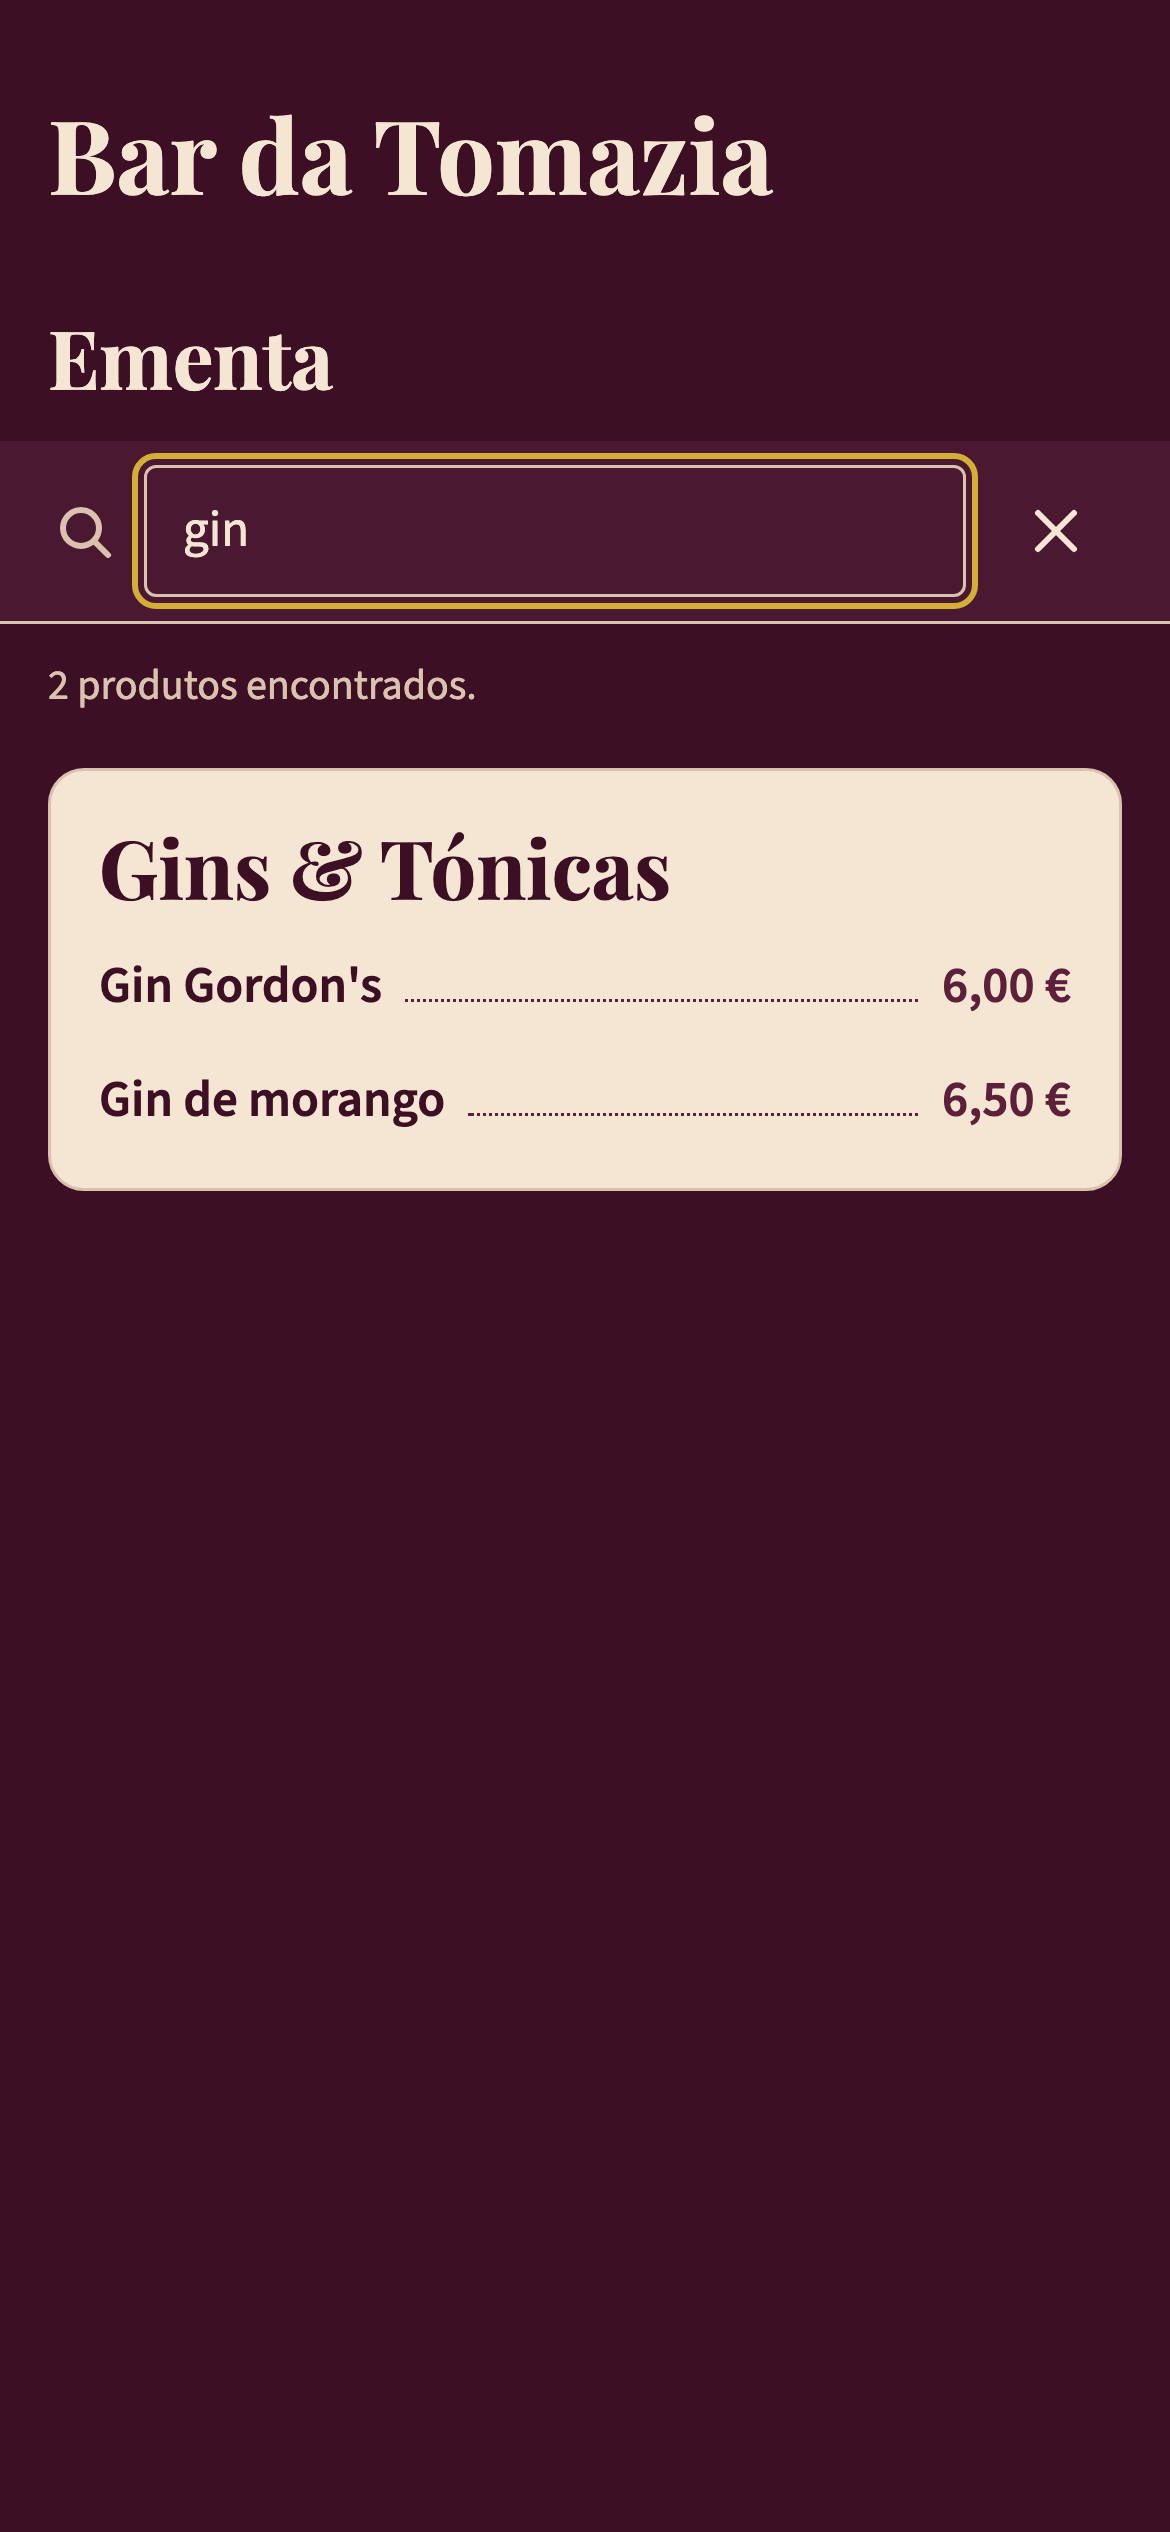 Bar da Tomazia
Ementa
gin
2 produtos encontrados.
Gins & Tónicas
Gin Gordon's 6,00 €
Gin de morango 6,50 €